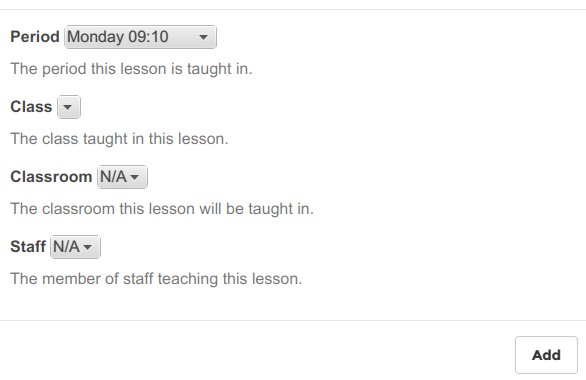 Period Monday 09:10
The period this lesson is taught in.
Class
The class taught in this lesson.
Classroom N/A
The classroom this lesson will be taught in.
Staff N/A
The member of staff teaching this lesson.
Add